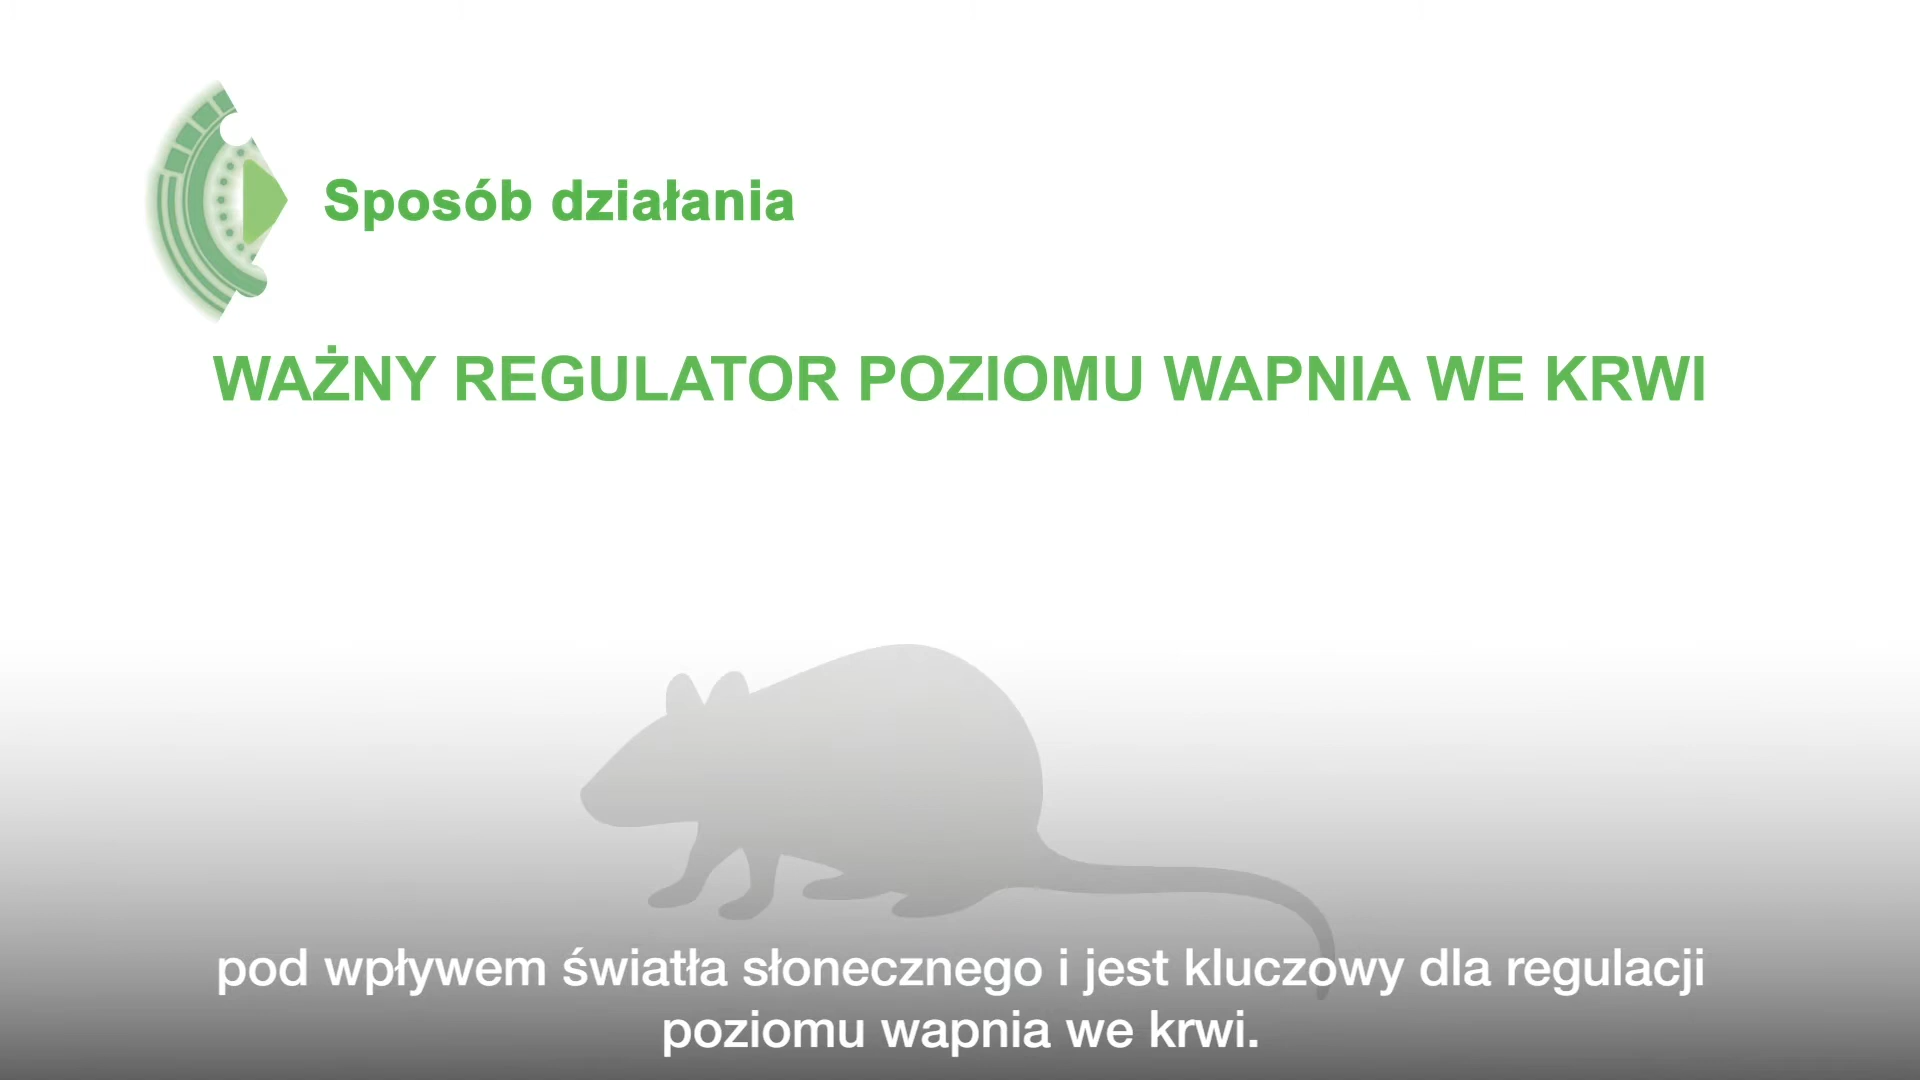 Sposób działania
WAŻNY REGULATOR POZIOMU WAPNIA WE KRWI
pod wpływem światła słonecznego i jest kluczowy dla regulacji
poziomu wapnia we krwi.